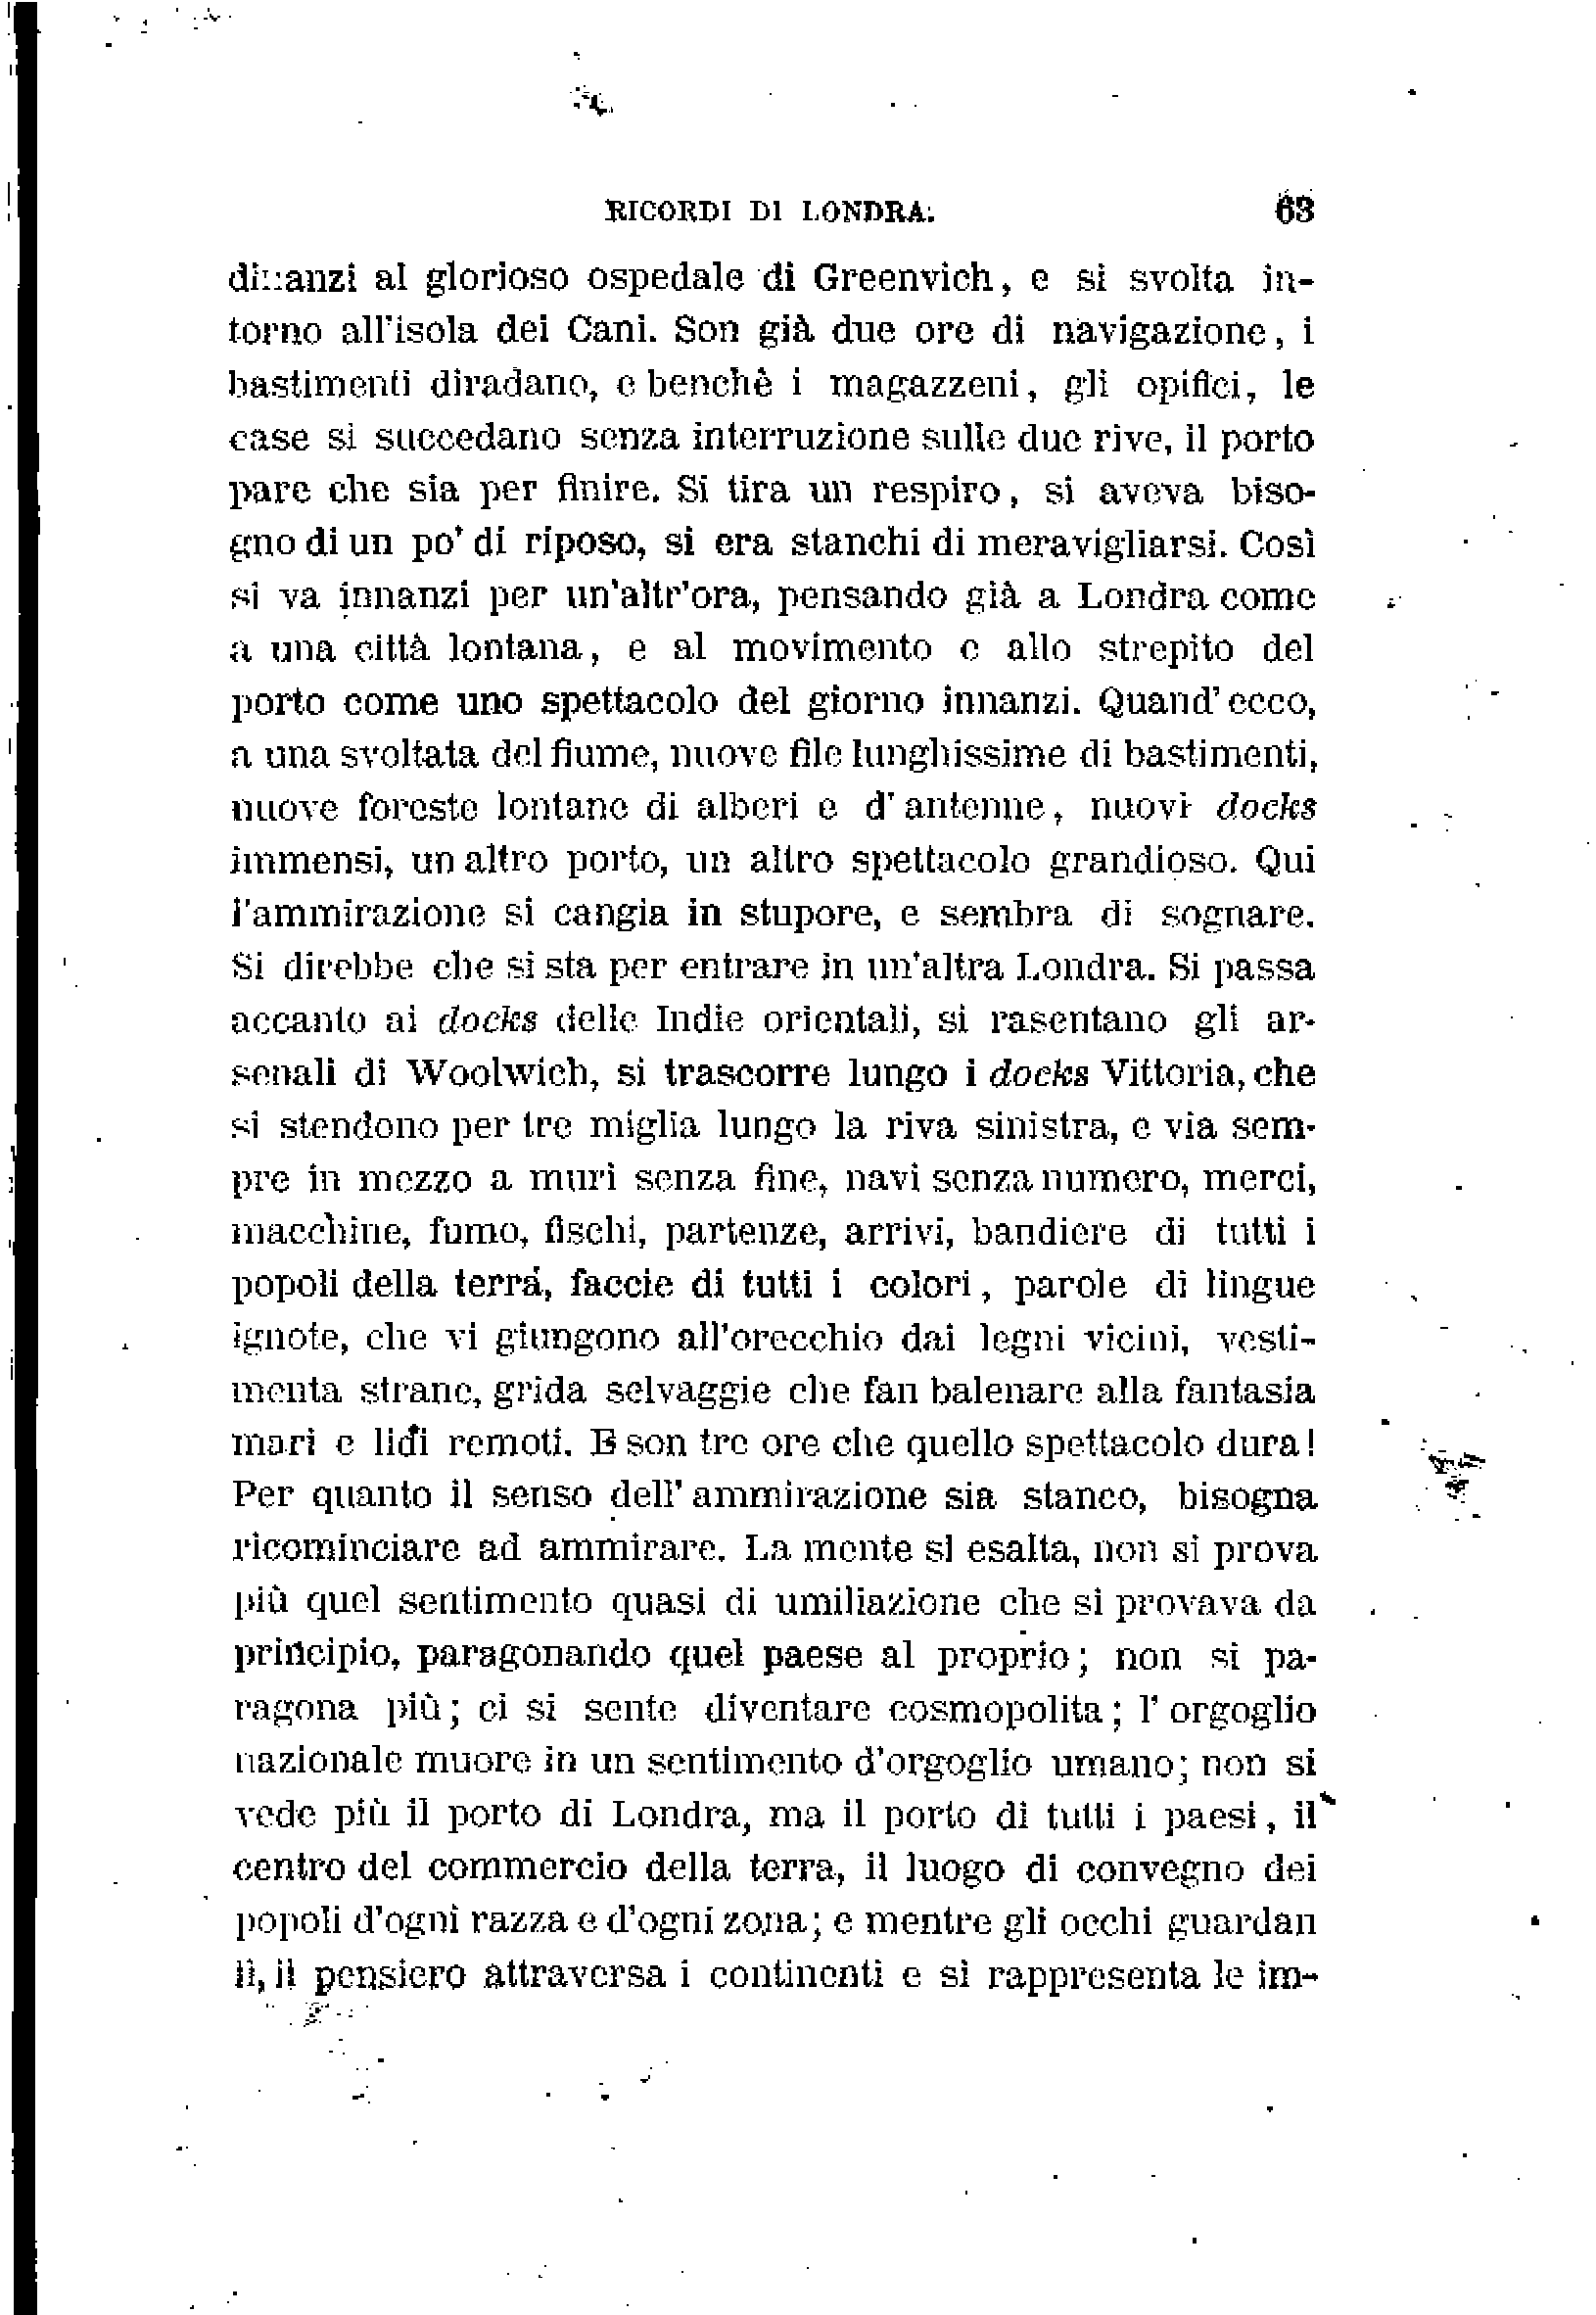 RICORDI DI LONDRA. 63
dinanzi al glorioso ospedale di Greenvich, e si svolta in-
torno all'isola dei Cani. Son già due ore di navigazione, i
bastimenti diradano, e benchè i magazzeni, gli opifici, le
case si succedano senza interruzione sulle due rive, il porto
pare che sia per finire. Si tira un respiro, si aveva biso-
gno di un po' di riposo, si era stanchi di meravigliarsi. Così
si va innanzi per un'altr'ora, pensando già a Londra come
a una città lontana, e al movimento e allo strepito del
porto come uno spettacolo del giorno innanzi. Quand' ecco,
a una svoltata del fiume, nuove file lunghissime di bastimenti,
nuove foreste lontane di alberi e d' antenne, nuovi docks
immensi, un altro porto, un altro spettacolo grandioso. Qui
l'ammirazione si cangia in stupore, e sembra di sognare.
Si direbbe che si sta per entrare in un'altra Londra. Si passa
accanto ai docks delle Indie orientali, si rasentano gli ar-
senali di Woolwich, si trascorre lungo i docks Vittoria, che
si stendono per tre miglia lungo la riva sinistra, e via sem-
pre in mezzo a muri senza fine, navi senza numero, merci,
macchine, fumo, fischi, partenze, arrivi, bandiere di tutti i
popoli della terra, faccie di tutti i colori, parole di lingue
ignote, che vi giungono all'orecchio dai legni vicini, vesti-
menta strane, grida selvaggie che fan balenare alla fantasia
mari e lidi remoti. E son tre ore che quello spettacolo dura!
Per quanto il senso dell' ammirazione sia stanco, bisogna
ricominciare ad ammirare. La mente si esalta, non si prova
più quel sentimento quasi di umiliazione che si provava da
principio, paragonando quel paese al proprio; non si pa-
ragona più; ci si sente diventare cosmopolita; l' orgoglio
nazionale muore in un sentimento d'orgoglio umano; non si
vede più il porto di Londra, ma il porto di tutti i paesi, il
centro del commercio della terra, il luogo di convegno dei
popoli d'ogni razza e d'ogni zona; e mentre gli occhi guardan
lì, il pensiero attraversa i continenti e si rappresenta le im-